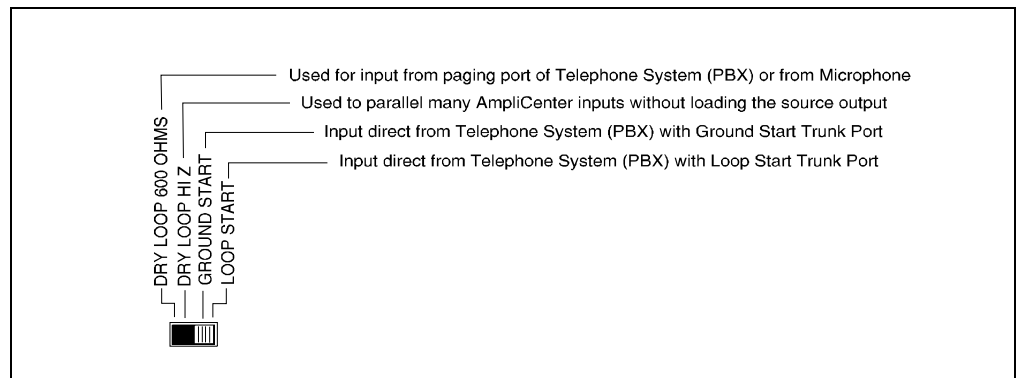 Used for input from paging port of Telephone System (PBX) or from Microphone
Used to parallel many AmpliCenter inputs without loading the source output
Input direct from Telephone System (PBX) with Ground Start Trunk Port
Input direct from Telephone System (PBX) with Loop Start Trunk Port
DRY LOOP 600 OHMS
DRY LOOP HI Z
GROUND START
LOOP START